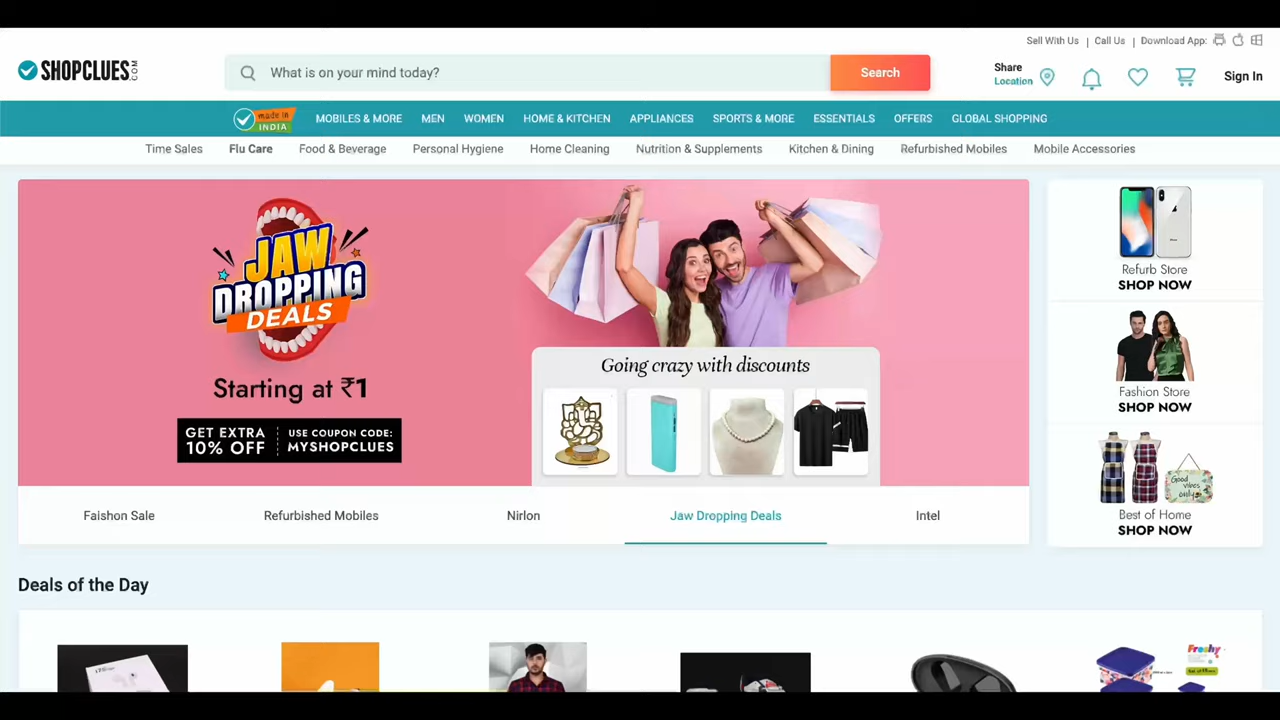 Sell With Us | Call Us | Download App:
SHOPCLUES.COM
What is on your mind today?
Search
Share
Location
Sign In
made in
INDIA
MOBILES & MORE MEN WOMEN HOME & KITCHEN APPLIANCES SPORTS & MORE ESSENTIALS OFFERS GLOBAL SHOPPING
Time Sales Flu Care Food & Beverage Personal Hygiene Home Cleaning Nutrition & Supplements Kitchen & Dining Refurbished Mobiles Mobile Accessories
JAW
DROPPING
DEALS
Starting at ₹1
GET EXTRA
10% OFF
USE COUPON CODE:
MYSHOPCLUES
Going crazy with discounts
Refurb Store
SHOP NOW
Fashion Store
SHOP NOW
Good
vibes
only
Best of Home
SHOP NOW
Faishon Sale Refurbished Mobiles Nirlon Jaw Dropping Deals Intel
Deals of the Day
Freshy